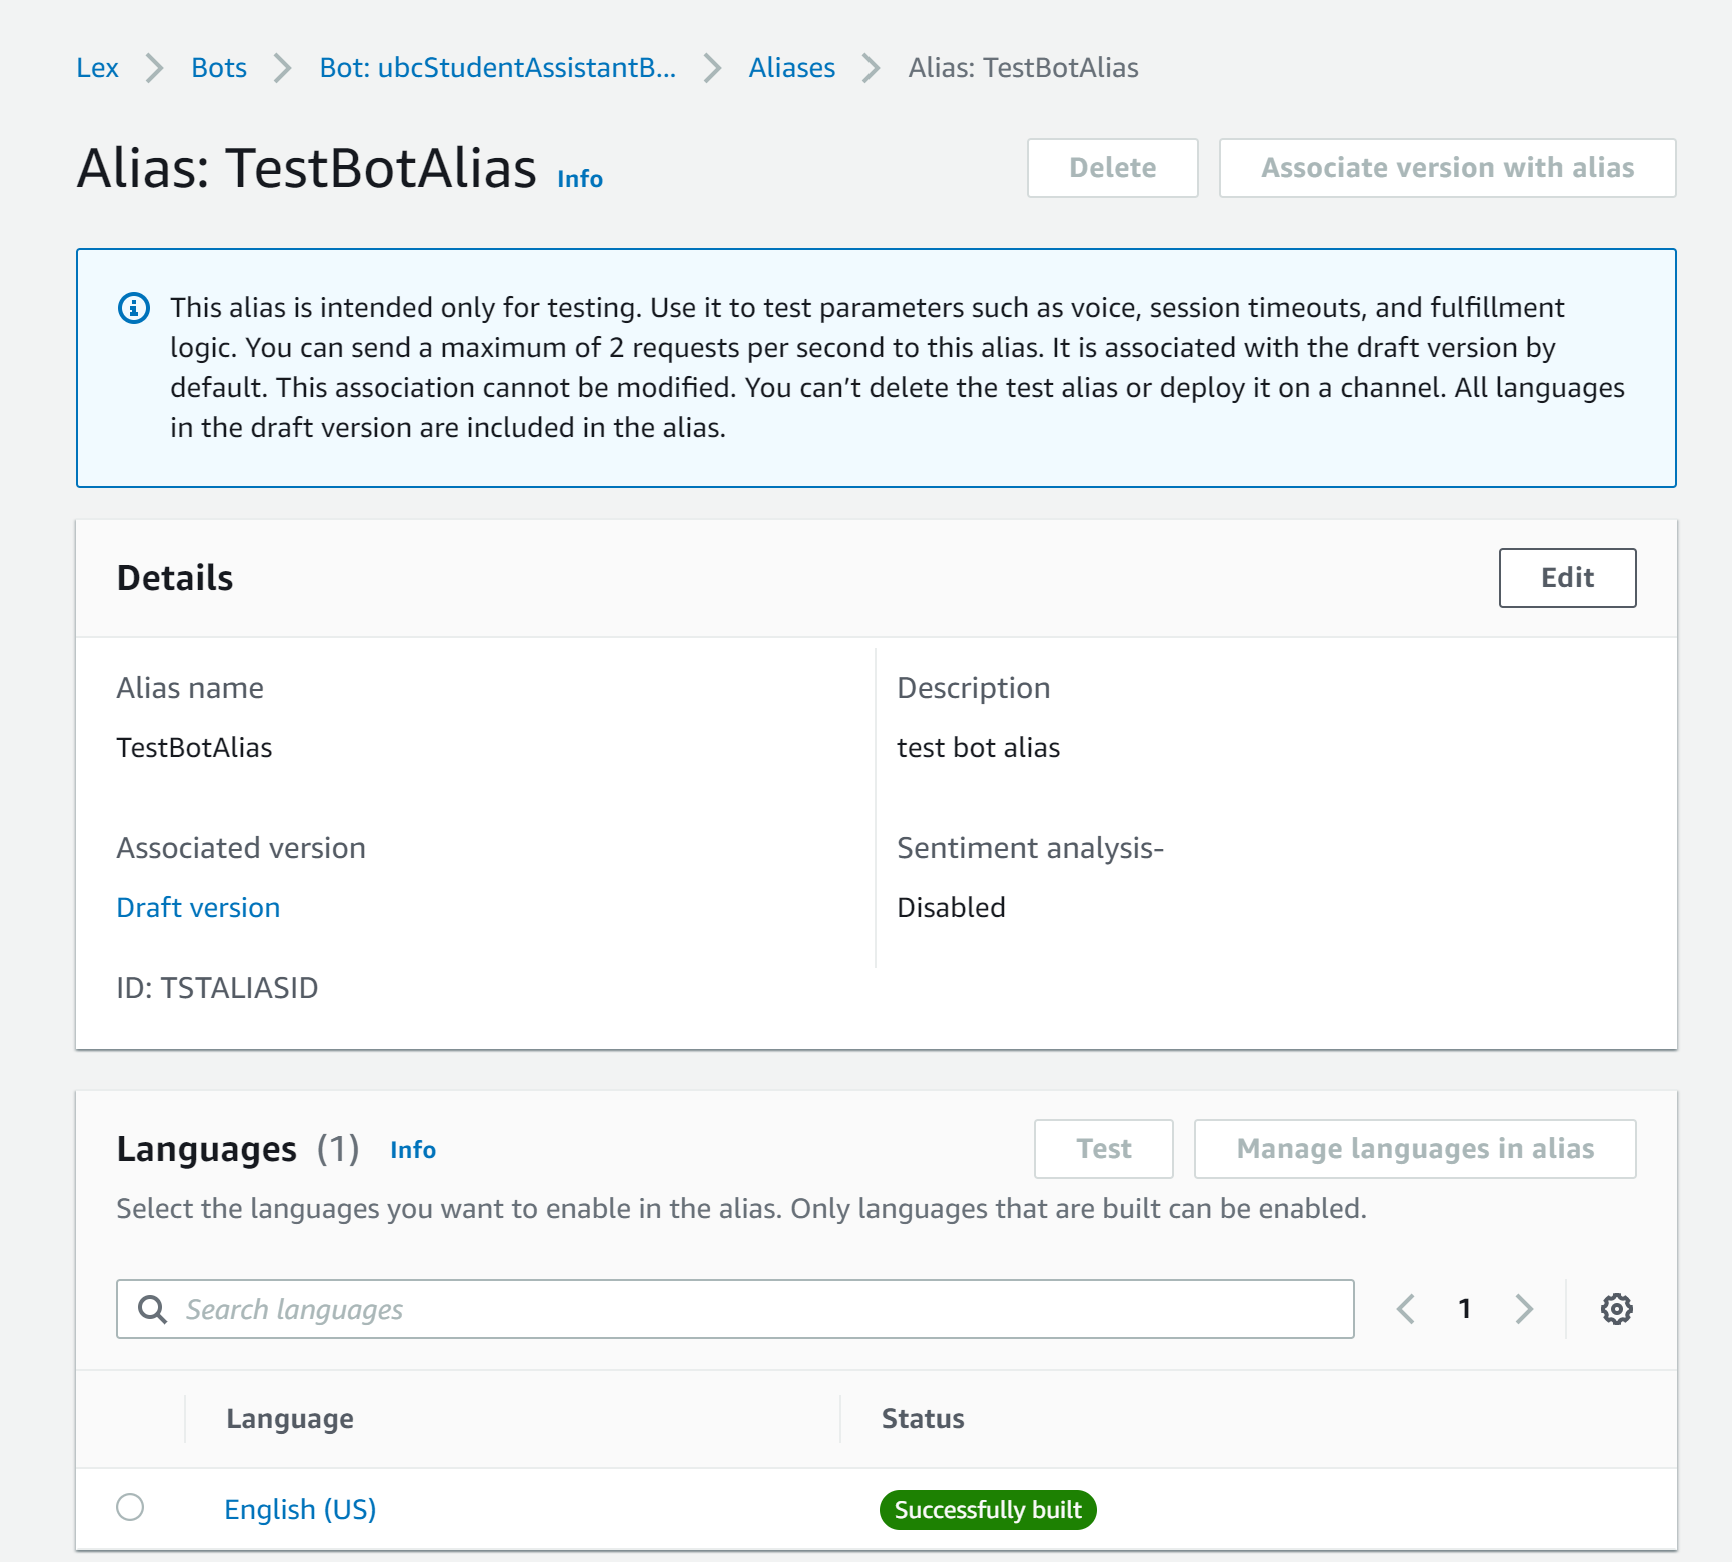 Lex > Bots > Bot: ubcStudentAssistantB... > Aliases > Alias: TestBotAlias
Alias: TestBotAlias Info
Delete
Associate version with alias
This alias is intended only for testing. Use it to test parameters such as voice, session timeouts, and fulfillment
logic. You can send a maximum of 2 requests per second to this alias. It is associated with the draft version by
default. This association cannot be modified. You can’t delete the test alias or deploy it on a channel. All languages
in the draft version are included in the alias.
Details
Edit
Alias name
TestBotAlias
Associated version
Draft version
ID: TSTALIASID
Description
test bot alias
Sentiment analysis-
Disabled
Languages (1) Info
Test
Manage languages in alias
Select the languages you want to enable in the alias. Only languages that are built can be enabled.
Search languages
1
Language Status
English (US) Successfully built